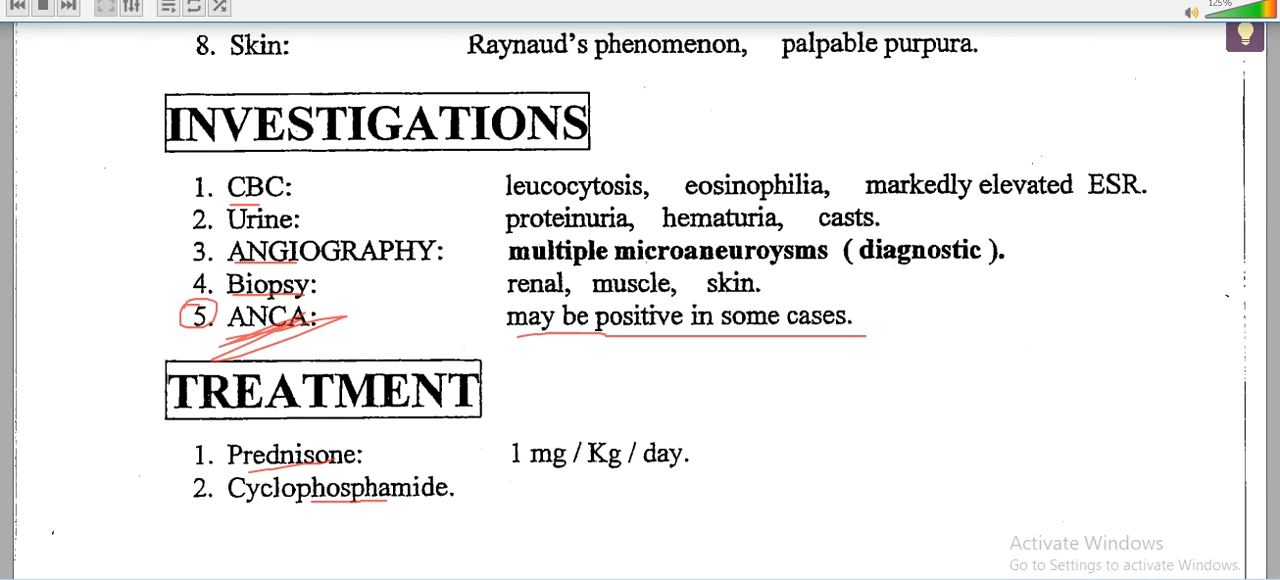 125%
8. Skin: Raynaud's phenomenon, palpable purpura.
INVESTIGATIONS
1. CBC: leucocytosis, eosinophilia, markedly elevated ESR.
2. Urine: proteinuria, hematuria, casts.
3. ANGIOGRAPHY: multiple microaneuroysms ( diagnostic ).
4. Biopsy: renal, muscle, skin.
5. ANCA: may be positive in some cases.
TREATMENT
1. Prednisone: 1 mg / Kg / day.
2. Cyclophosphamide.
Activate Windows
Go to Settings to activate Windows.